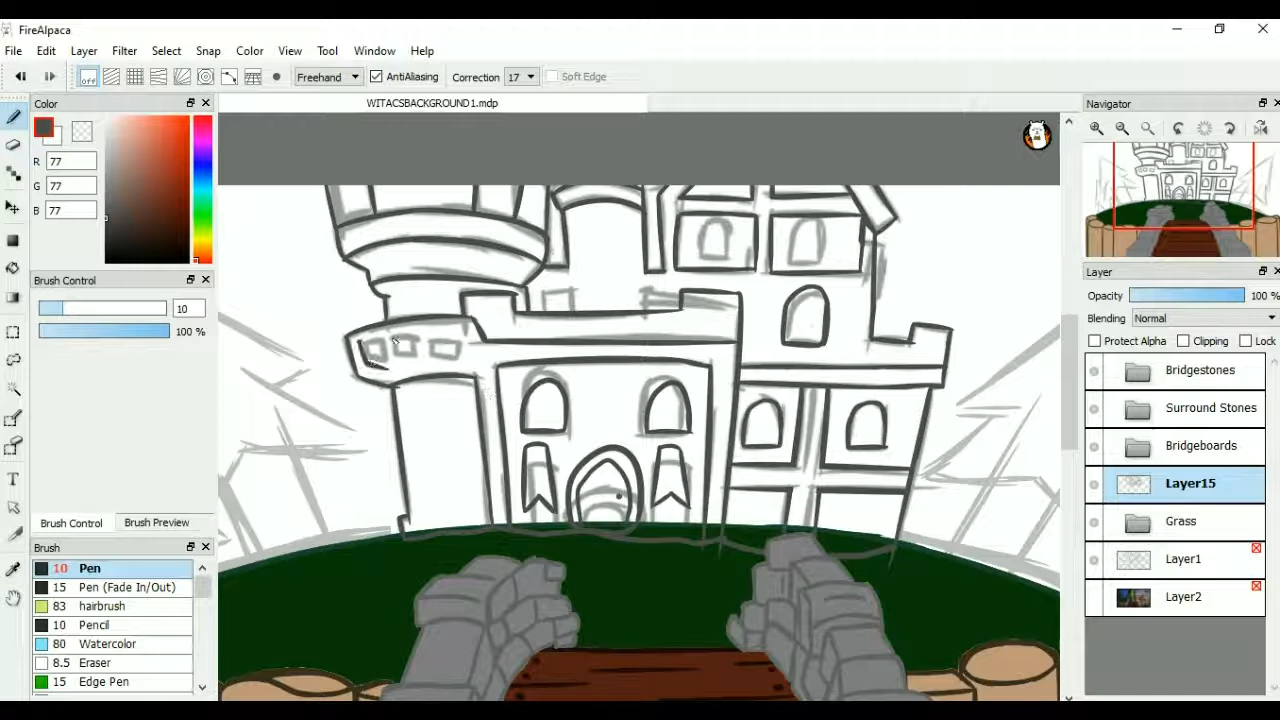 FireAlpaca
File Edit Layer Filter Select Snap Color View Tool Window Help
off Freehand AntiAliasing Correction 17 Soft Edge
Color
WITACSBACKGROUND1.mdp
Navigator
R 77
G 77
B 77
Brush Control
10
100 %
Layer
Opacity 100 %
Blending Normal
Protect Alpha Clipping Lock
Bridgestones
Surround Stones
Bridgeboards
Layer15
Grass
Layer1
Layer2
Brush Control Brush Preview
Brush
10 Pen
15 Pen (Fade In/Out)
83 hairbrush
10 Pencil
80 Watercolor
8.5 Eraser
15 Edge Pen